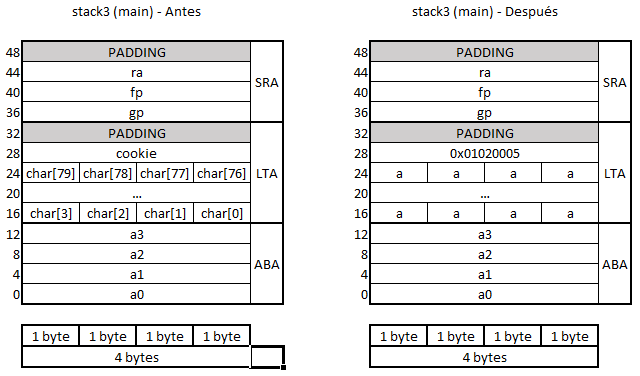 stack3 (main) - Antes
48 PADDING
44 ra
40 fp
36 gp
SRA
32 PADDING
28 cookie
24 char[79] char[78] char[77] char[76]
20 ...
16 char[3] char[2] char[1] char[0]
LTA
12 a3
8 a2
4 a1
0 a0
ABA
1 byte 1 byte 1 byte 1 byte
4 bytes
stack3 (main) - Después
48 PADDING
44 ra
40 fp
36 gp
SRA
32 PADDING
28 0x01020005
24 a a a a
20 ...
16 a a a a
LTA
12 a3
8 a2
4 a1
0 a0
ABA
1 byte 1 byte 1 byte 1 byte
4 bytes